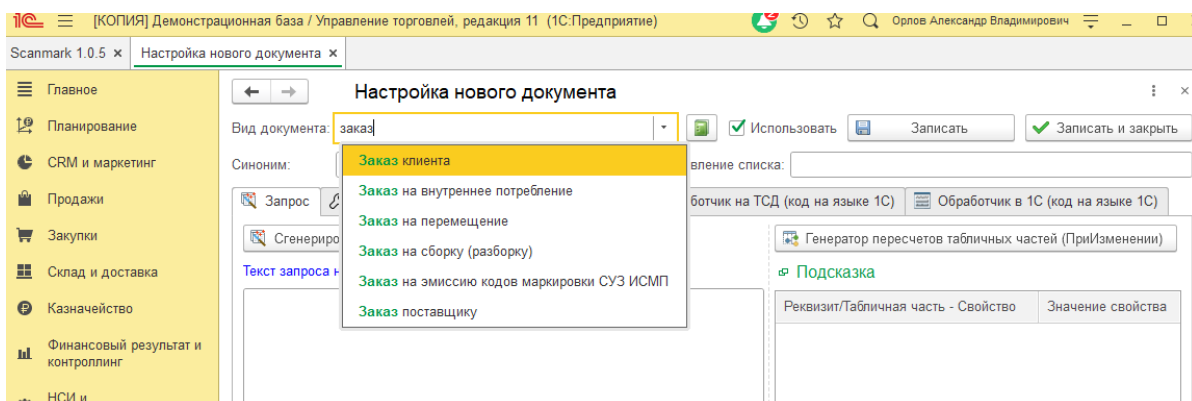 1С [КОПИЯ] Демонстрационная база / Управление торговлей, редакция 11 (1С:Предприятие) 2 Орлов Александр Владимирович
Scanmark 1.0.5 × Настройка нового документа ×
Главное
Планирование
CRM и маркетинг
Продажи
Закупки
Склад и доставка
Казначейство
Финансовый результат и
контроллинг
НСИ и
Настройка нового документа
Вид документа: заказ Использовать Записать Записать и закрыть
Синоним: вление списка:
Заказ клиента
Заказ на внутреннее потребление
Заказ на перемещение
Заказ на сборку (разборку)
Заказ на эмиссию кодов маркировки СУЗ ИСМП
Заказ поставщику
Запрос ботчик на ТСД (код на языке 1С) Обработчик в 1С (код на языке 1С)
Сгенериро Генератор пересчетов табличных частей (ПриИзменении)
Текст запроса н Подсказка
Реквизит/Табличная часть - Свойство Значение свойства